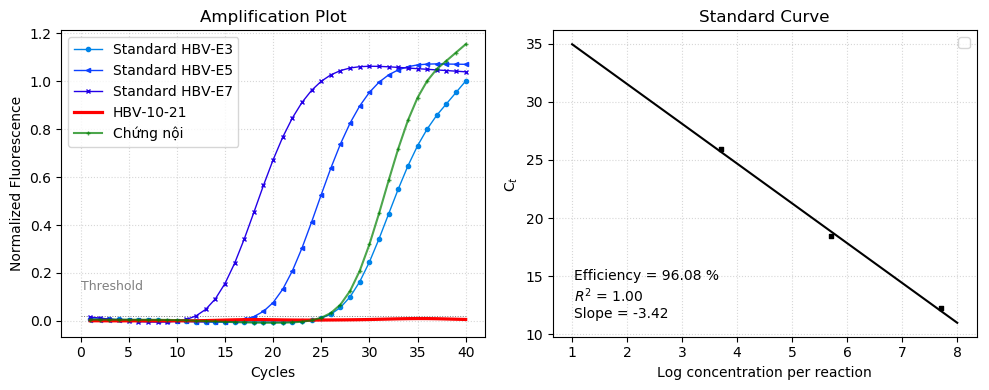 Amplification Plot
Normalized Fluorescence
1.2
1.0
0.8
0.6
0.4
0.2
0.0
Standard HBV-E3
Standard HBV-E5
Standard HBV-E7
HBV-10-21
Chứng nội
Threshold
0 5 10 15 20 25 30 35 40
Cycles
Standard Curve
Cₜ
35
30
25
20
15
10
Efficiency = 96.08 %
R² = 1.00
Slope = -3.42
1 2 3 4 5 6 7 8
Log concentration per reaction